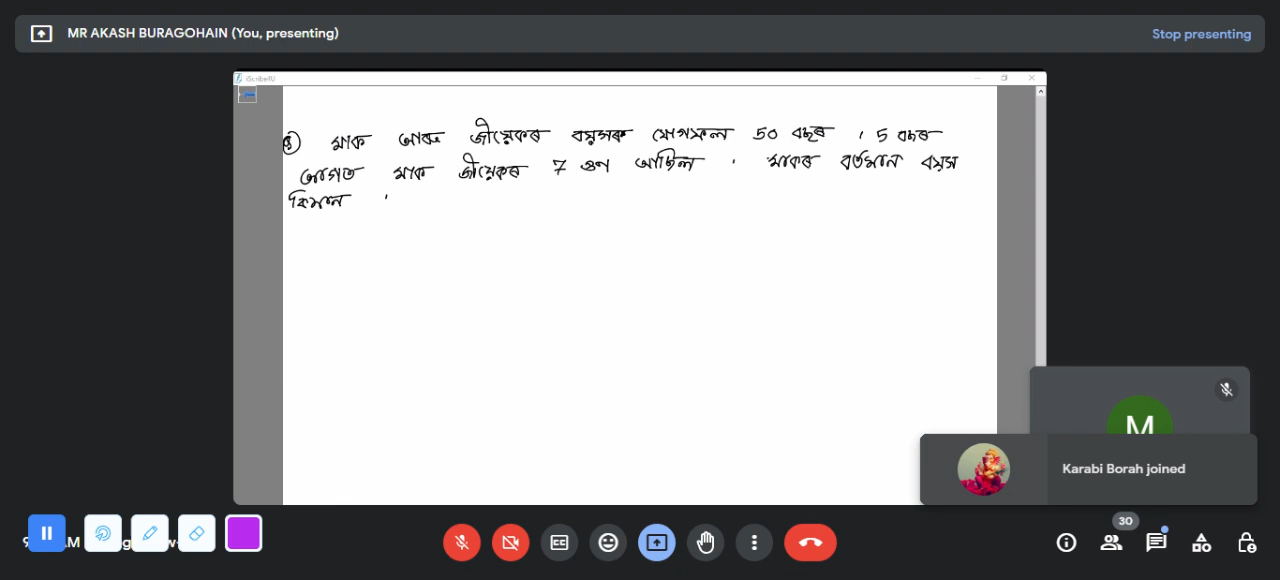 MR AKASH BURAGOHAIN (You, presenting)
Stop presenting
iScribe4U
মাক আৰু জীয়েকৰ বয়সৰ যোগফল 50 বছৰ । 5 বছৰ
আগত মাক জীয়েকৰ 7 গুণ আছিল । মাকৰ বৰ্তমান বয়স
কিমান ।
M
Karabi Borah joined
30